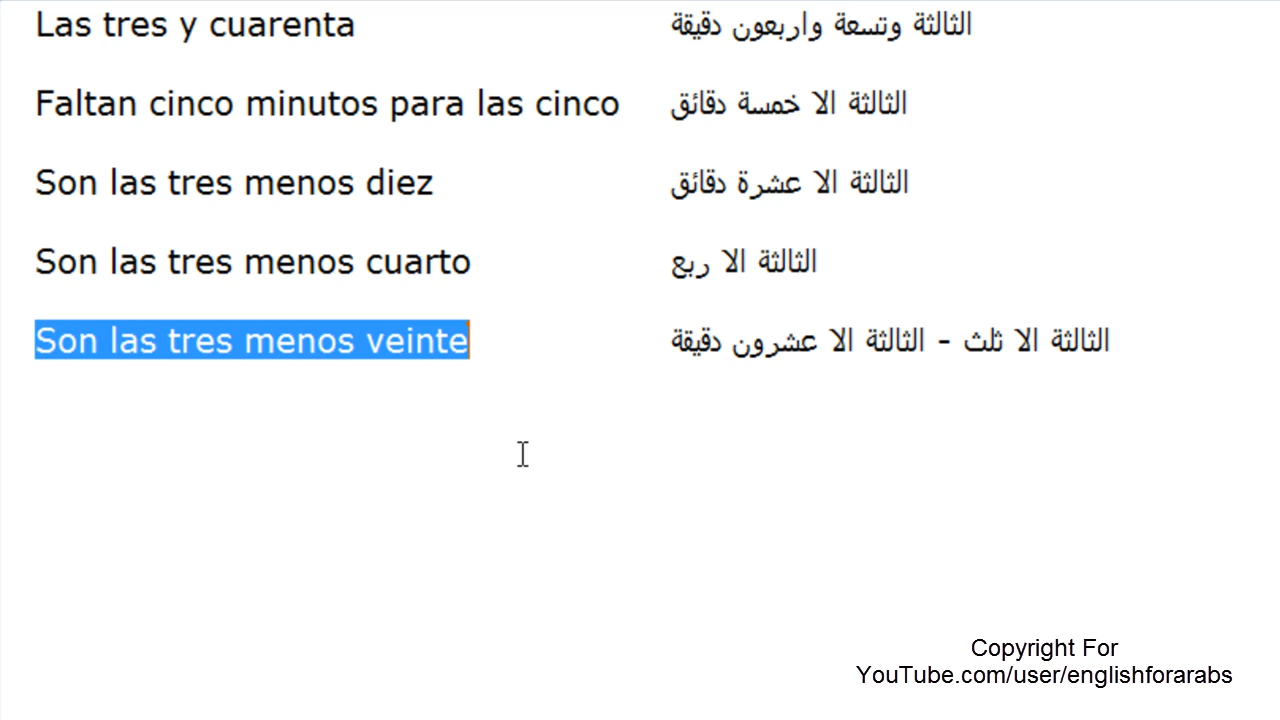 Las tres y cuarenta الثالثة وتسعة واربعون دقيقة
Faltan cinco minutos para las cinco الثالثة الا خمسة دقائق
Son las tres menos diez الثالثة الا عشرة دقائق
Son las tres menos cuarto الثالثة الا ربع
Son las tres menos veinte الثالثة الا ثلث - الثالثة الا عشرون دقيقة
Copyright For
YouTube.com/user/englishforarabs